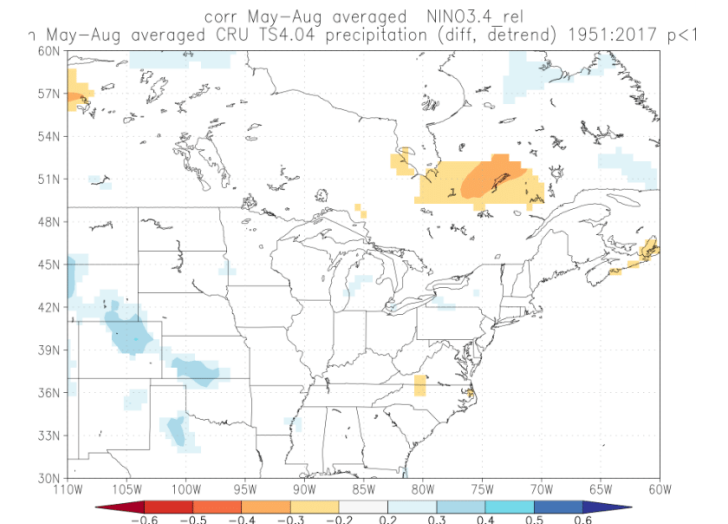 corr May-Aug averaged NINO3.4_rel
May-Aug averaged CRU TS4.04 precipitation (diff, detrend) 1951:2017 p<1
60N
57N
54N
51N
48N
45N
42N
39N
36N
33N
30N
110W 105W 100W 95W 90W 85W 80W 75W 70W 65W 60W
-0.6 -0.5 -0.4 -0.3 -0.2 0.2 0.3 0.4 0.5 0.6